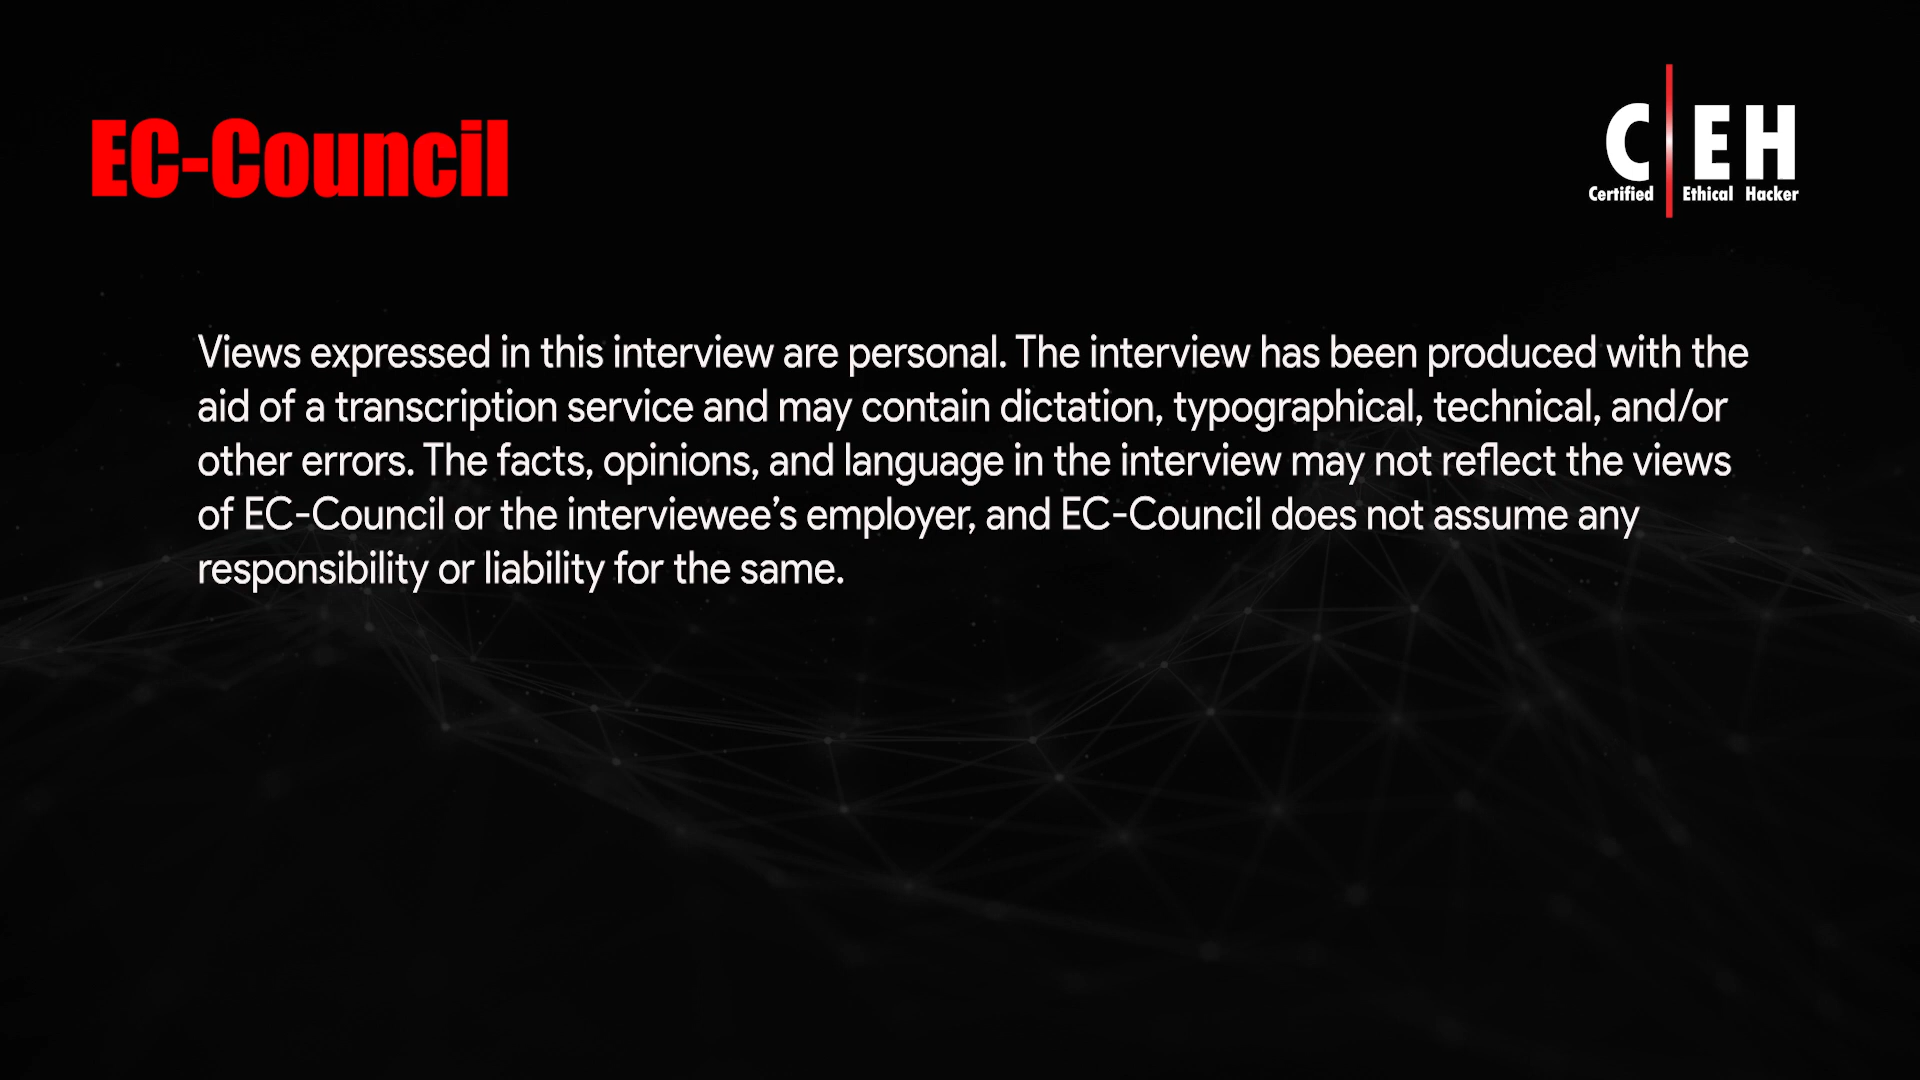 EC-Council
C EH
Certified Ethical Hacker
Views expressed in this interview are personal. The interview has been produced with the
aid of a transcription service and may contain dictation, typographical, technical, and/or
other errors. The facts, opinions, and language in the interview may not reflect the views
of EC-Council or the interviewee’s employer, and EC-Council does not assume any
responsibility or liability for the same.